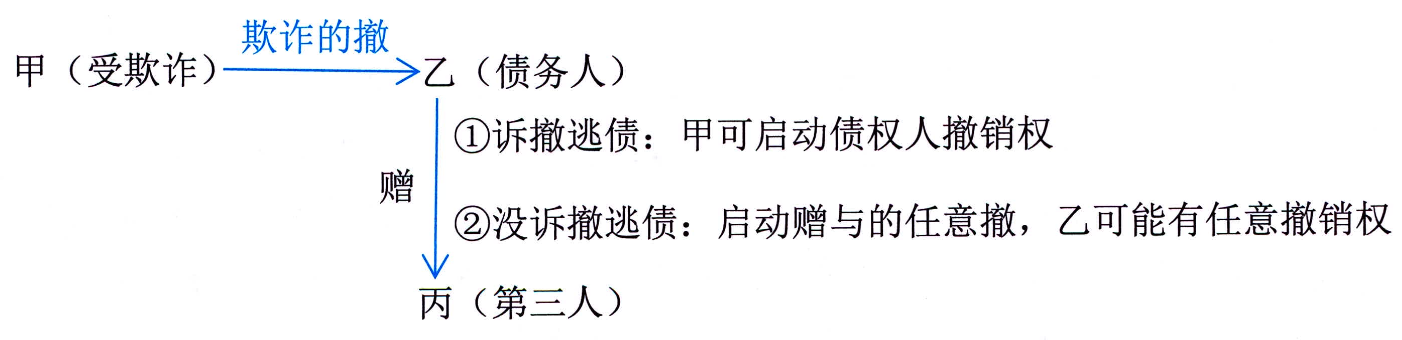 欺诈的撤
甲（受欺诈）
乙（债务人）
①诉撤逃债：甲可启动债权人撤销权
赠
②没诉撤逃债：启动赠与的任意撤，乙可能有任意撤销权
丙（第三人）